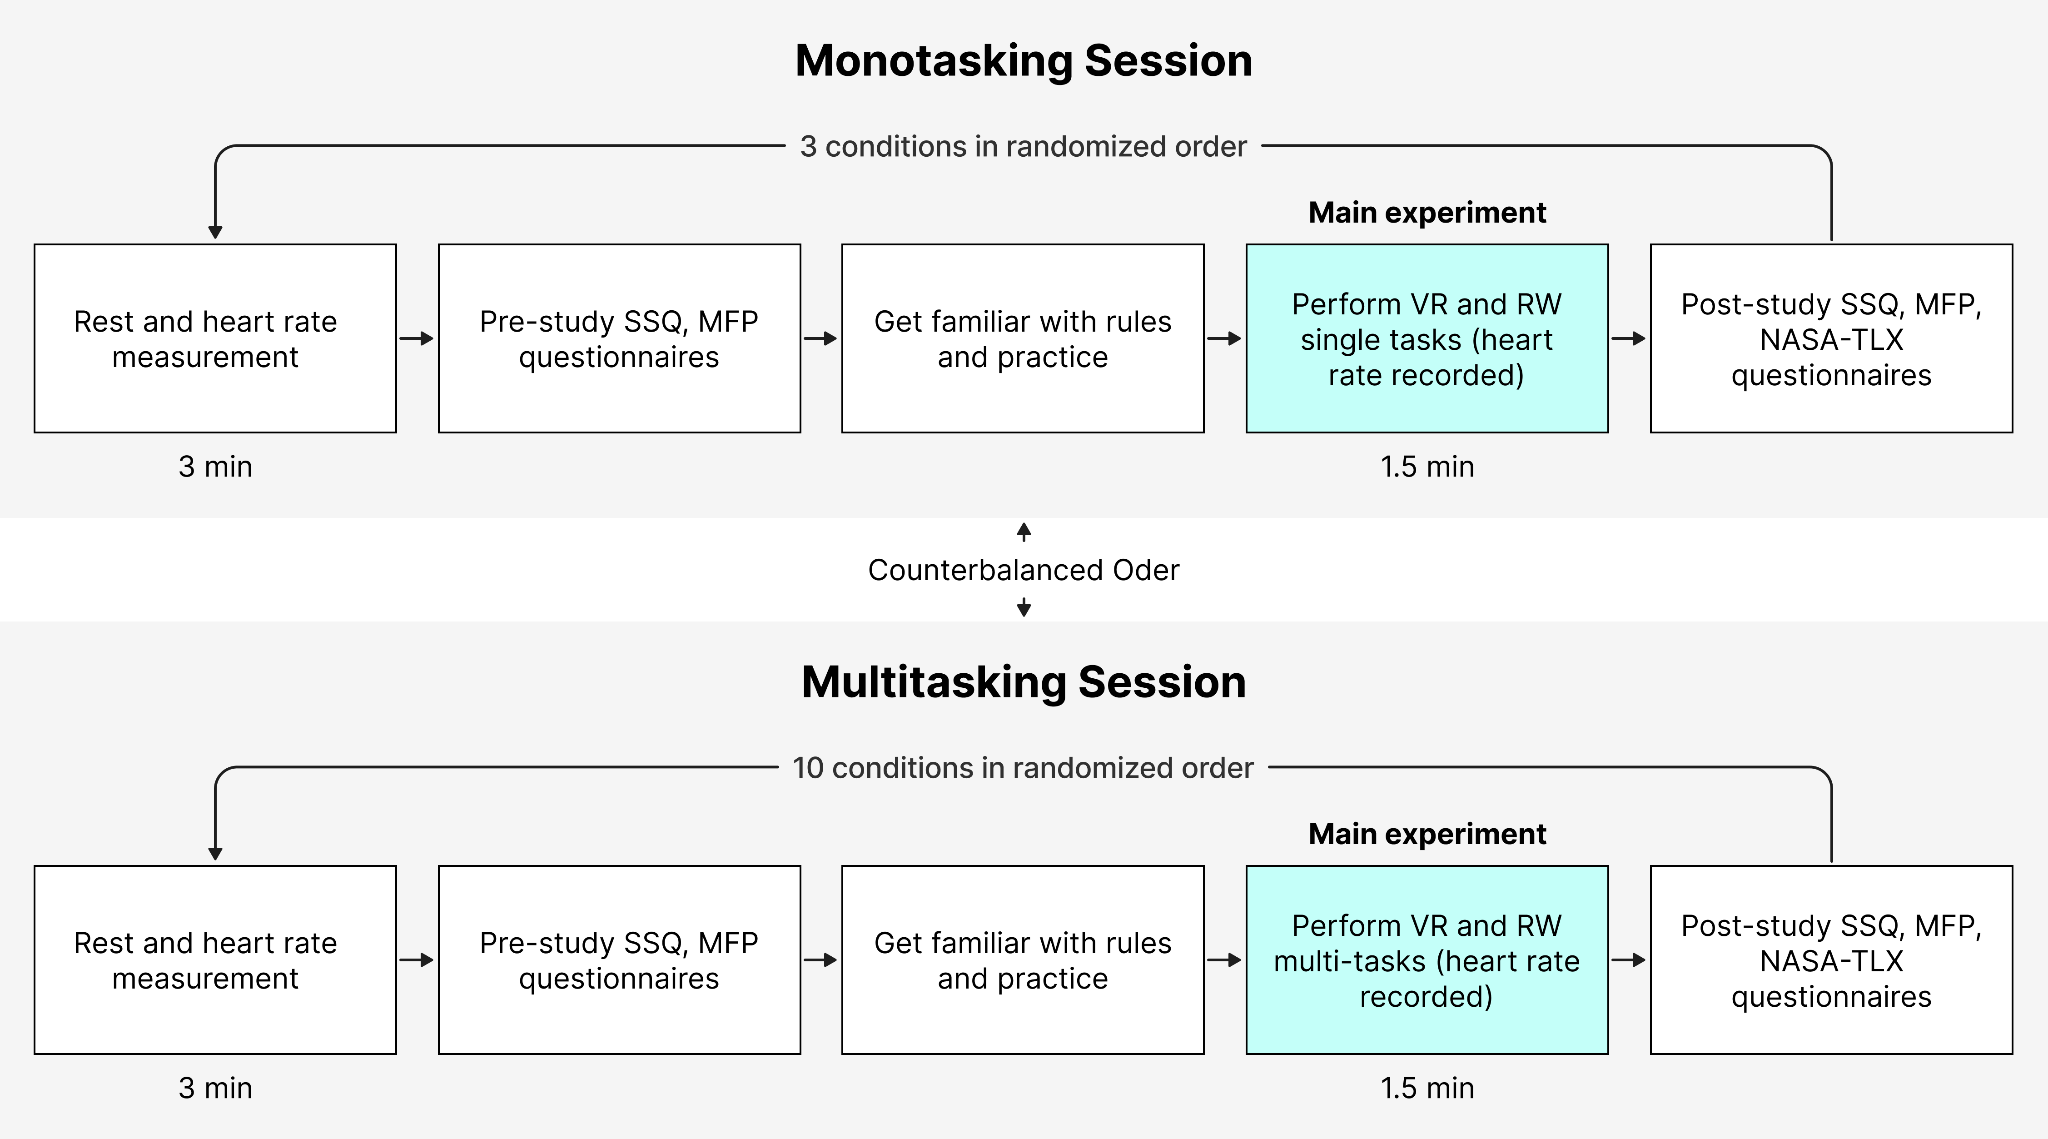 Monotasking Session
3 conditions in randomized order
Main experiment
Rest and heart rate
measurement
Pre-study SSQ, MFP
questionnaires
Get familiar with rules
and practice
Perform VR and RW
single tasks (heart
rate recorded)
Post-study SSQ, MFP,
NASA-TLX
questionnaires
3 min
1.5 min
Counterbalanced Oder
Multitasking Session
10 conditions in randomized order
Main experiment
Rest and heart rate
measurement
Pre-study SSQ, MFP
questionnaires
Get familiar with rules
and practice
Perform VR and RW
multi-tasks (heart rate
recorded)
Post-study SSQ, MFP,
NASA-TLX
questionnaires
3 min
1.5 min